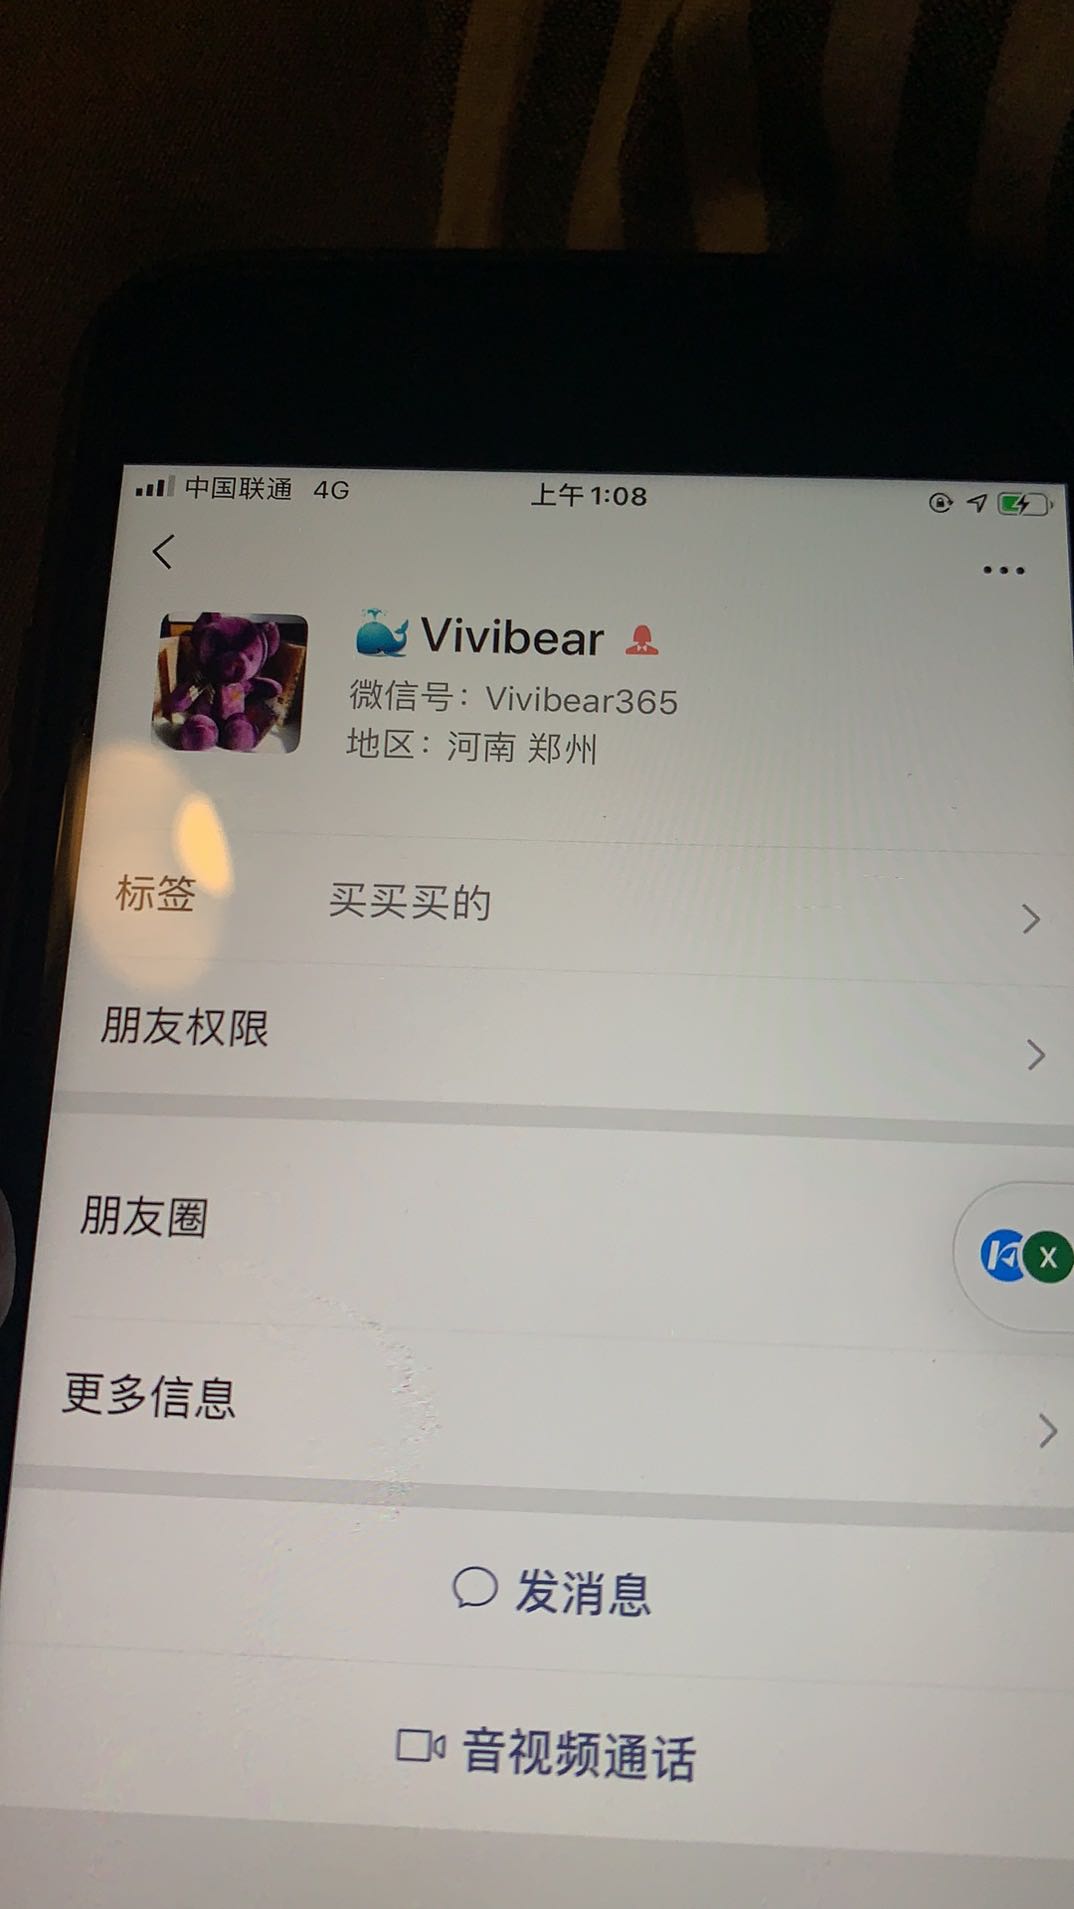 中国联通 4G 上午1:08
🐳 Vivibear
微信号：Vivibear365
地区：河南 郑州
标签 买买买的
朋友权限
朋友圈
X
更多信息
发消息
音视频通话